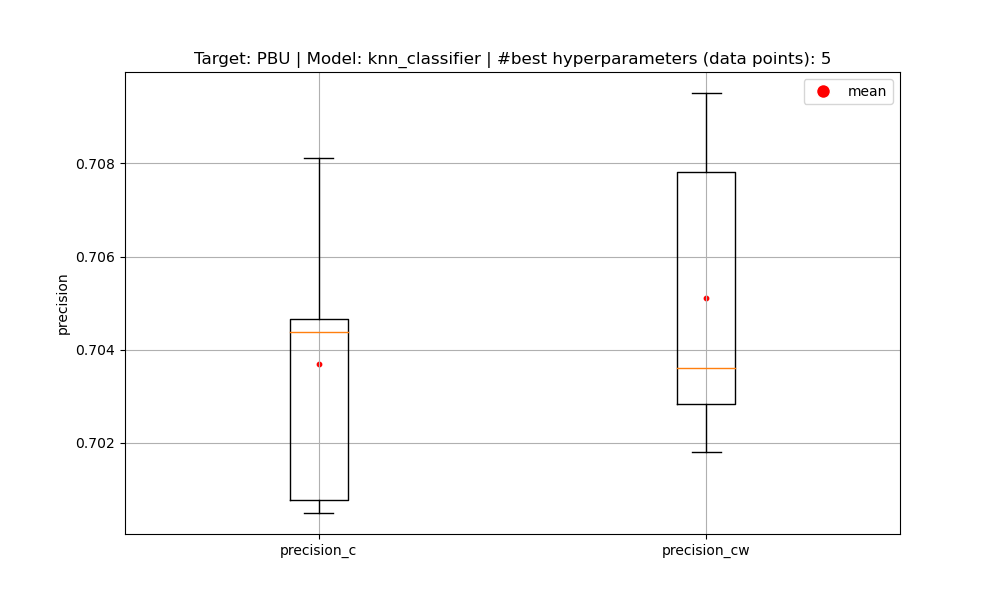 Target: PBU | Model: knn_classifier | #best hyperparameters (data points): 5
mean
0.708
0.706
0.704
0.702
precision
precision_c
precision_cw